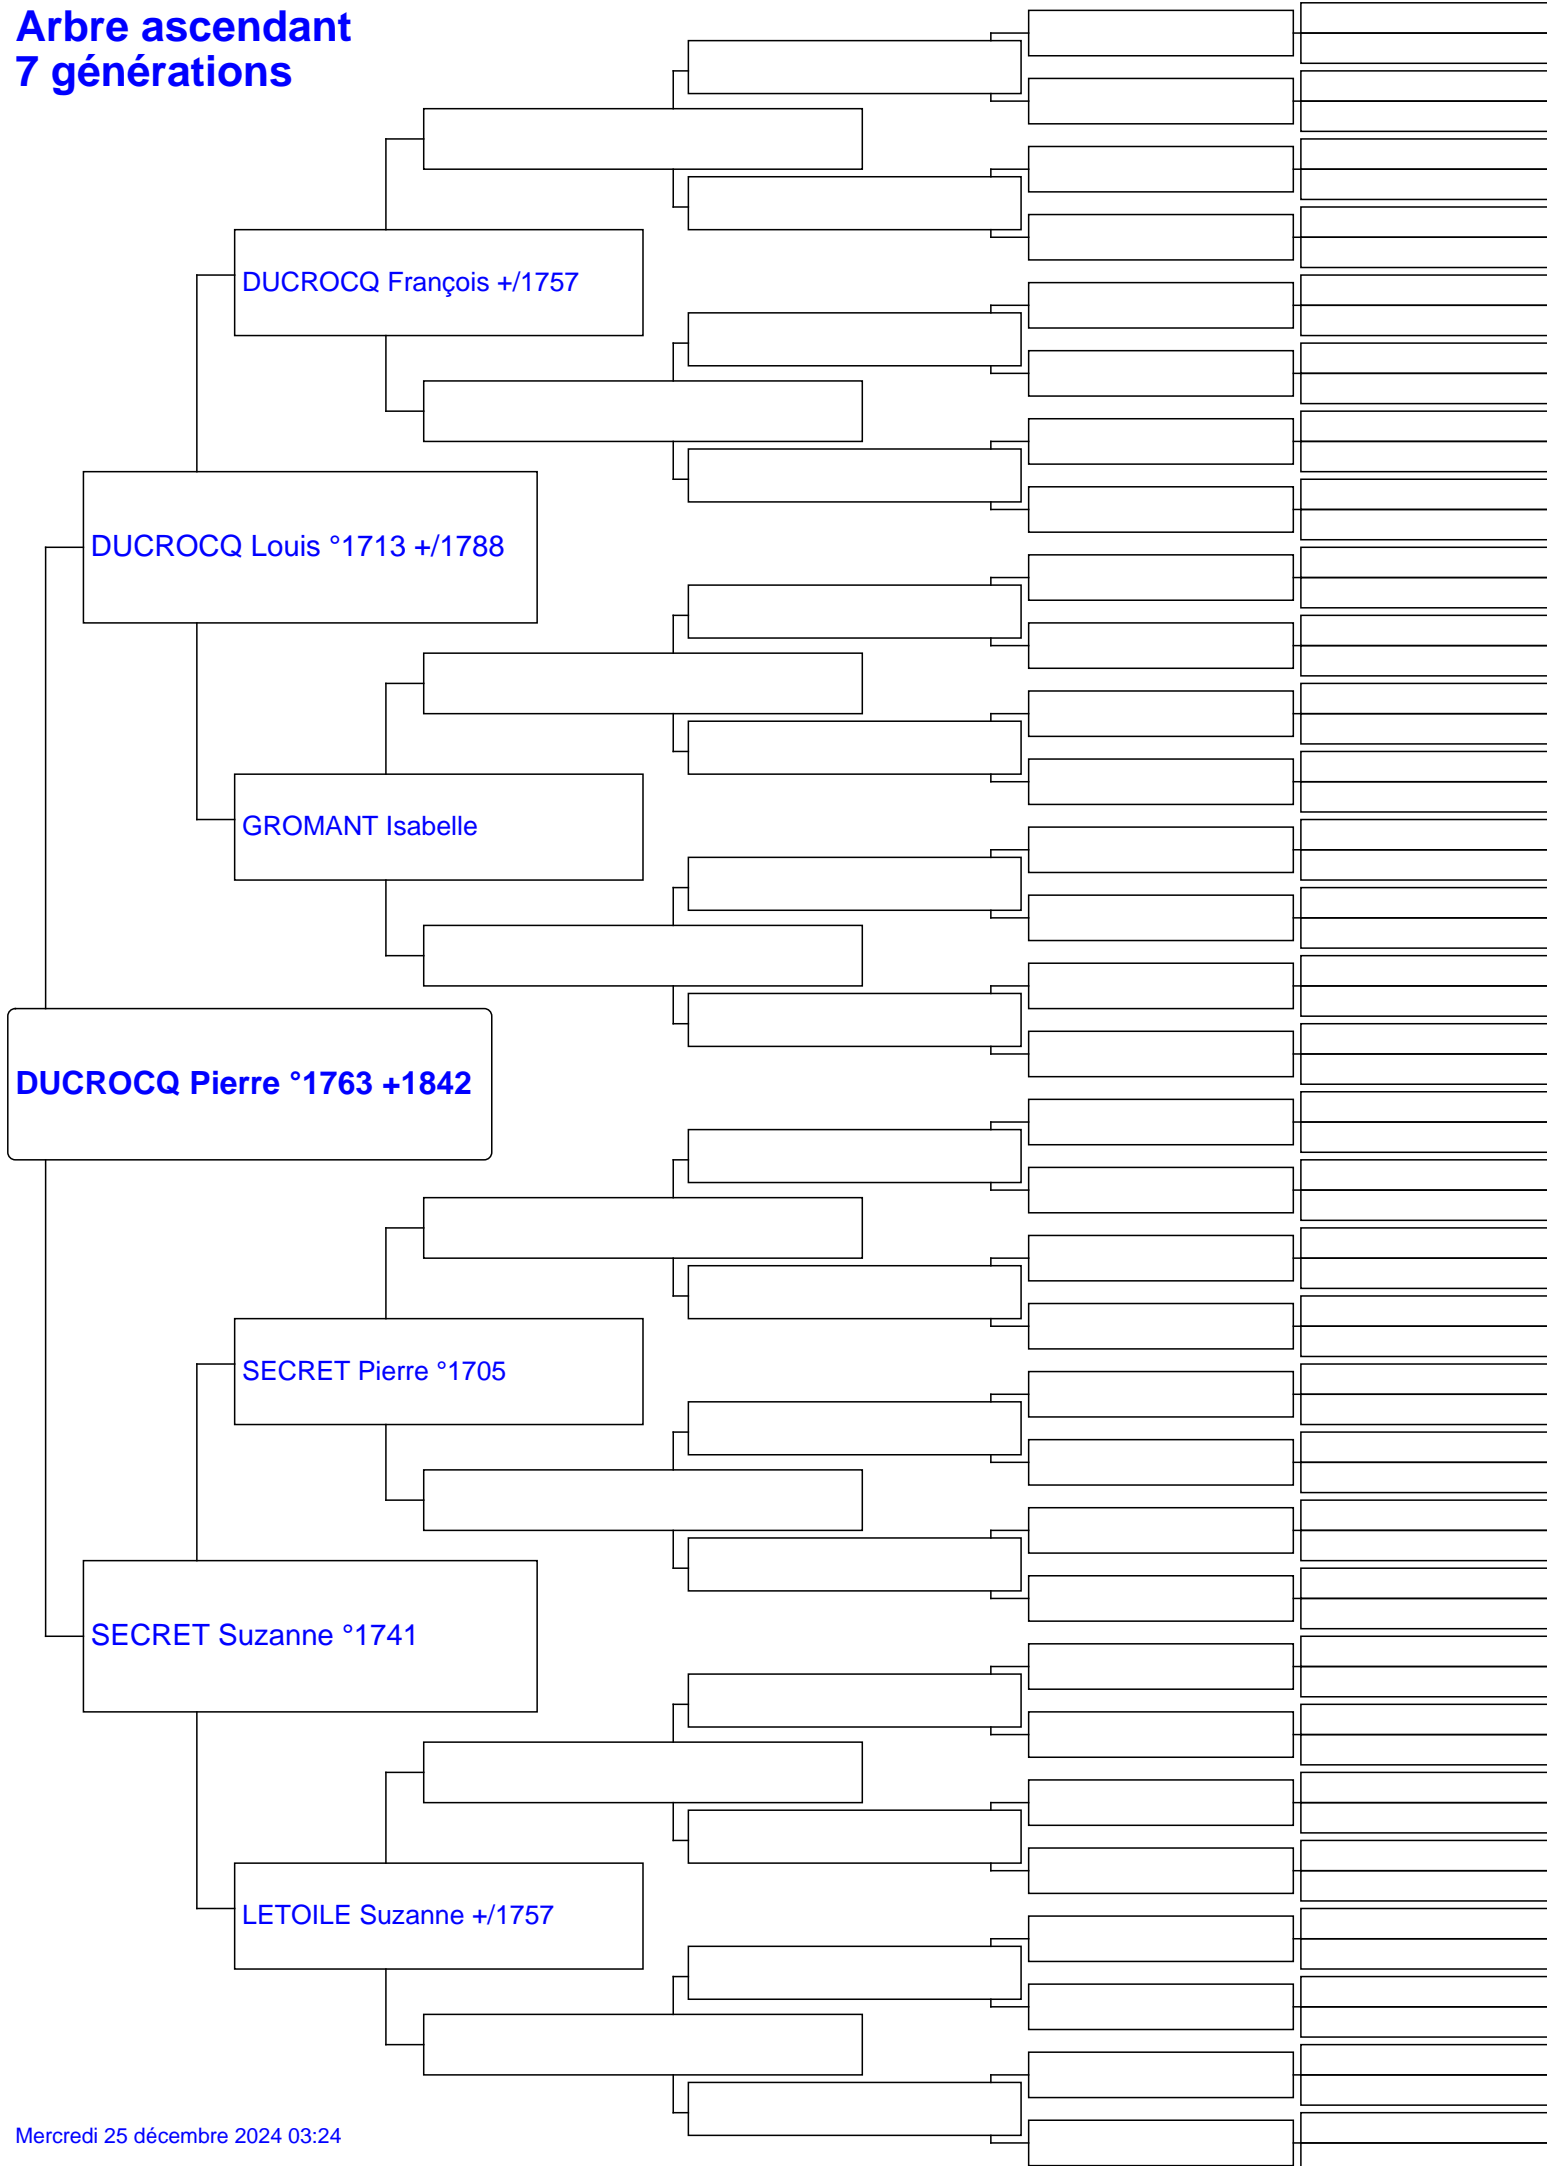 Arbre ascendant
7 générations
DUCROCQ François +/1757
DUCROCQ Louis °1713 +/1788
GROMANT Isabelle
DUCROCQ Pierre °1763 +1842
SECRET Pierre °1705
SECRET Suzanne °1741
LETOILE Suzanne +/1757
Mercredi 25 décembre 2024 03:24